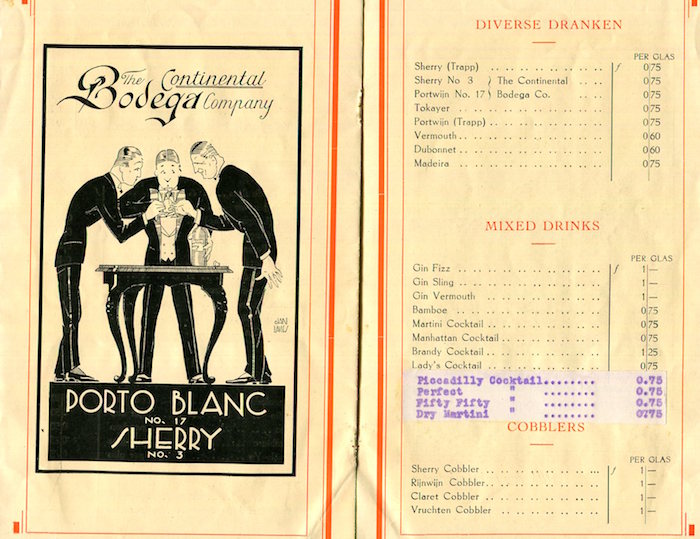 The Continental
Bodega Company
JAN LAVIES
PORTO BLANC
NO. 17
SHERRY
NO. 3
DIVERSE DRANKEN
PER GLAS
Sherry (Trapp) .. .. .. .. .. .. .. .. ƒ 0 75
Sherry No 3 } The Continental .. .. 0 75
Portwijn No. 17 } Bodega Co. .. .. 0 75
Tokayer .. .. .. .. .. .. .. .. .. .. 0 75
Portwijn (Trapp) .. .. .. .. .. .. .. .. 0 75
Vermouth .. .. .. .. .. .. .. .. .. .. 0 60
Dubonnet .. .. .. .. .. .. .. .. .. .. 0 60
Madeira .. .. .. .. .. .. .. .. .. .. 0 75
MIXED DRINKS
PER GLAS
Gin Fizz .. .. .. .. .. .. .. .. .. .. ƒ 1 —
Gin Sling .. .. .. .. .. .. .. .. .. .. 1 —
Gin Vermouth .. .. .. .. .. .. .. .. .. 1 —
Bamboe .. .. .. .. .. .. .. .. .. .. 0 75
Martini Cocktail .. .. .. .. .. .. .. .. 0 75
Manhattan Cocktail .. .. .. .. .. .. .. 0 75
Brandy Cocktail .. .. .. .. .. .. .. .. 1 25
Lady's Cocktail .. .. .. .. .. .. .. .. 0 75
Piccadilly Cocktail........ 0.75
Perfect " ........ 0.75
Fifty Fifty " ........ 0.75
Dry Martini " ........ 0775
COBBLERS
PER GLAS
Sherry Cobbler .. .. .. .. .. .. .. ... ƒ 1 —
Rijnwijn Cobbler .. .. .. .. .. .. .. .. 1 —
Claret Cobbler .. .. .. .. .. .. .. .. 1 —
Vruchten Cobbler .. .. .. .. .. .. .. 1 —